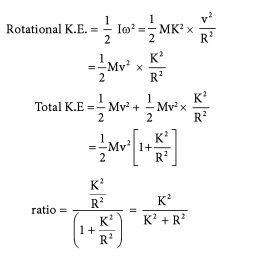 Rotational K.E. = 1/2 Iω² = 1/2 MK² × v²/R²
= 1/2 Mv² × K²/R²
Total K.E = 1/2 Mv² + 1/2 Mv² × K²/R²
= 1/2 Mv² [1 + K²/R²]
ratio = (K²/R²)/(1 + K²/R²) = K²/(K² + R²)